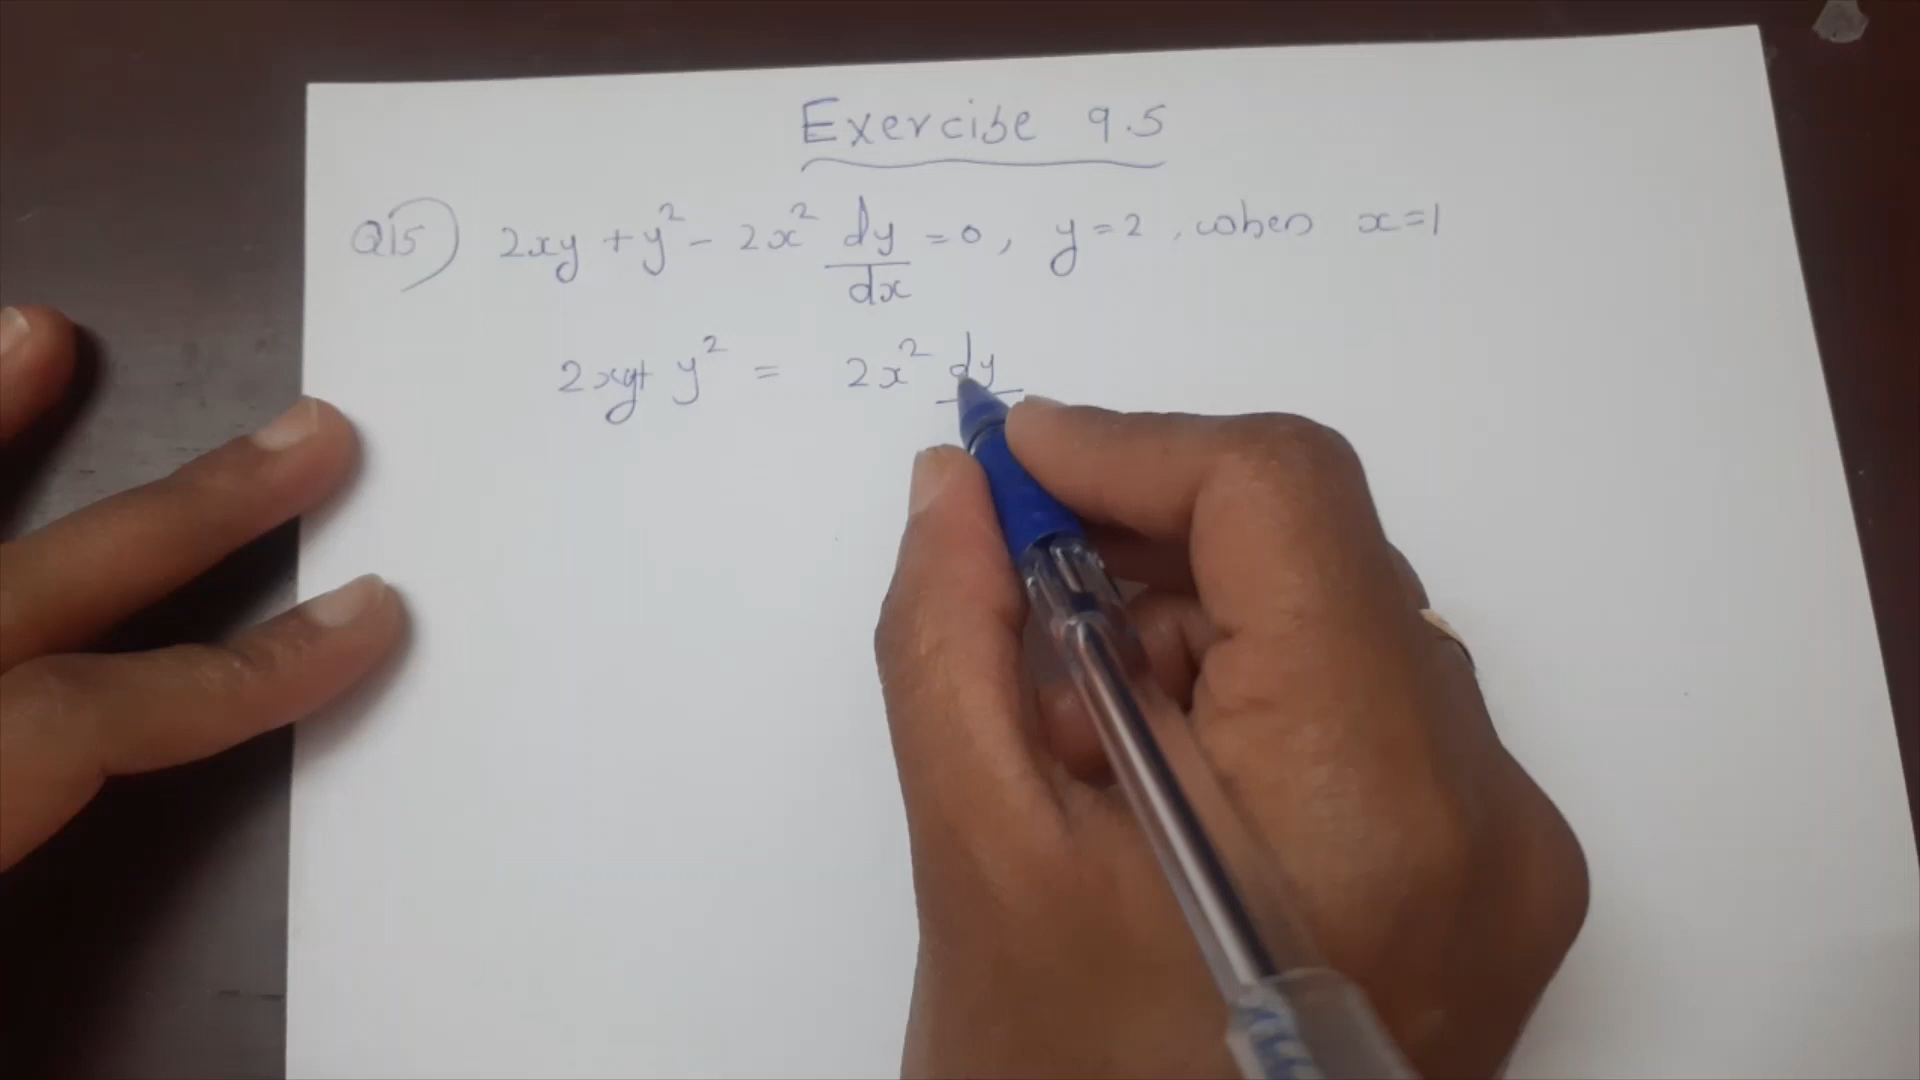 Exercise 9.5
Q15) 2xy + y² - 2x² dy/dx = 0, y = 2, when x = 1
2xy + y² = 2x² dy